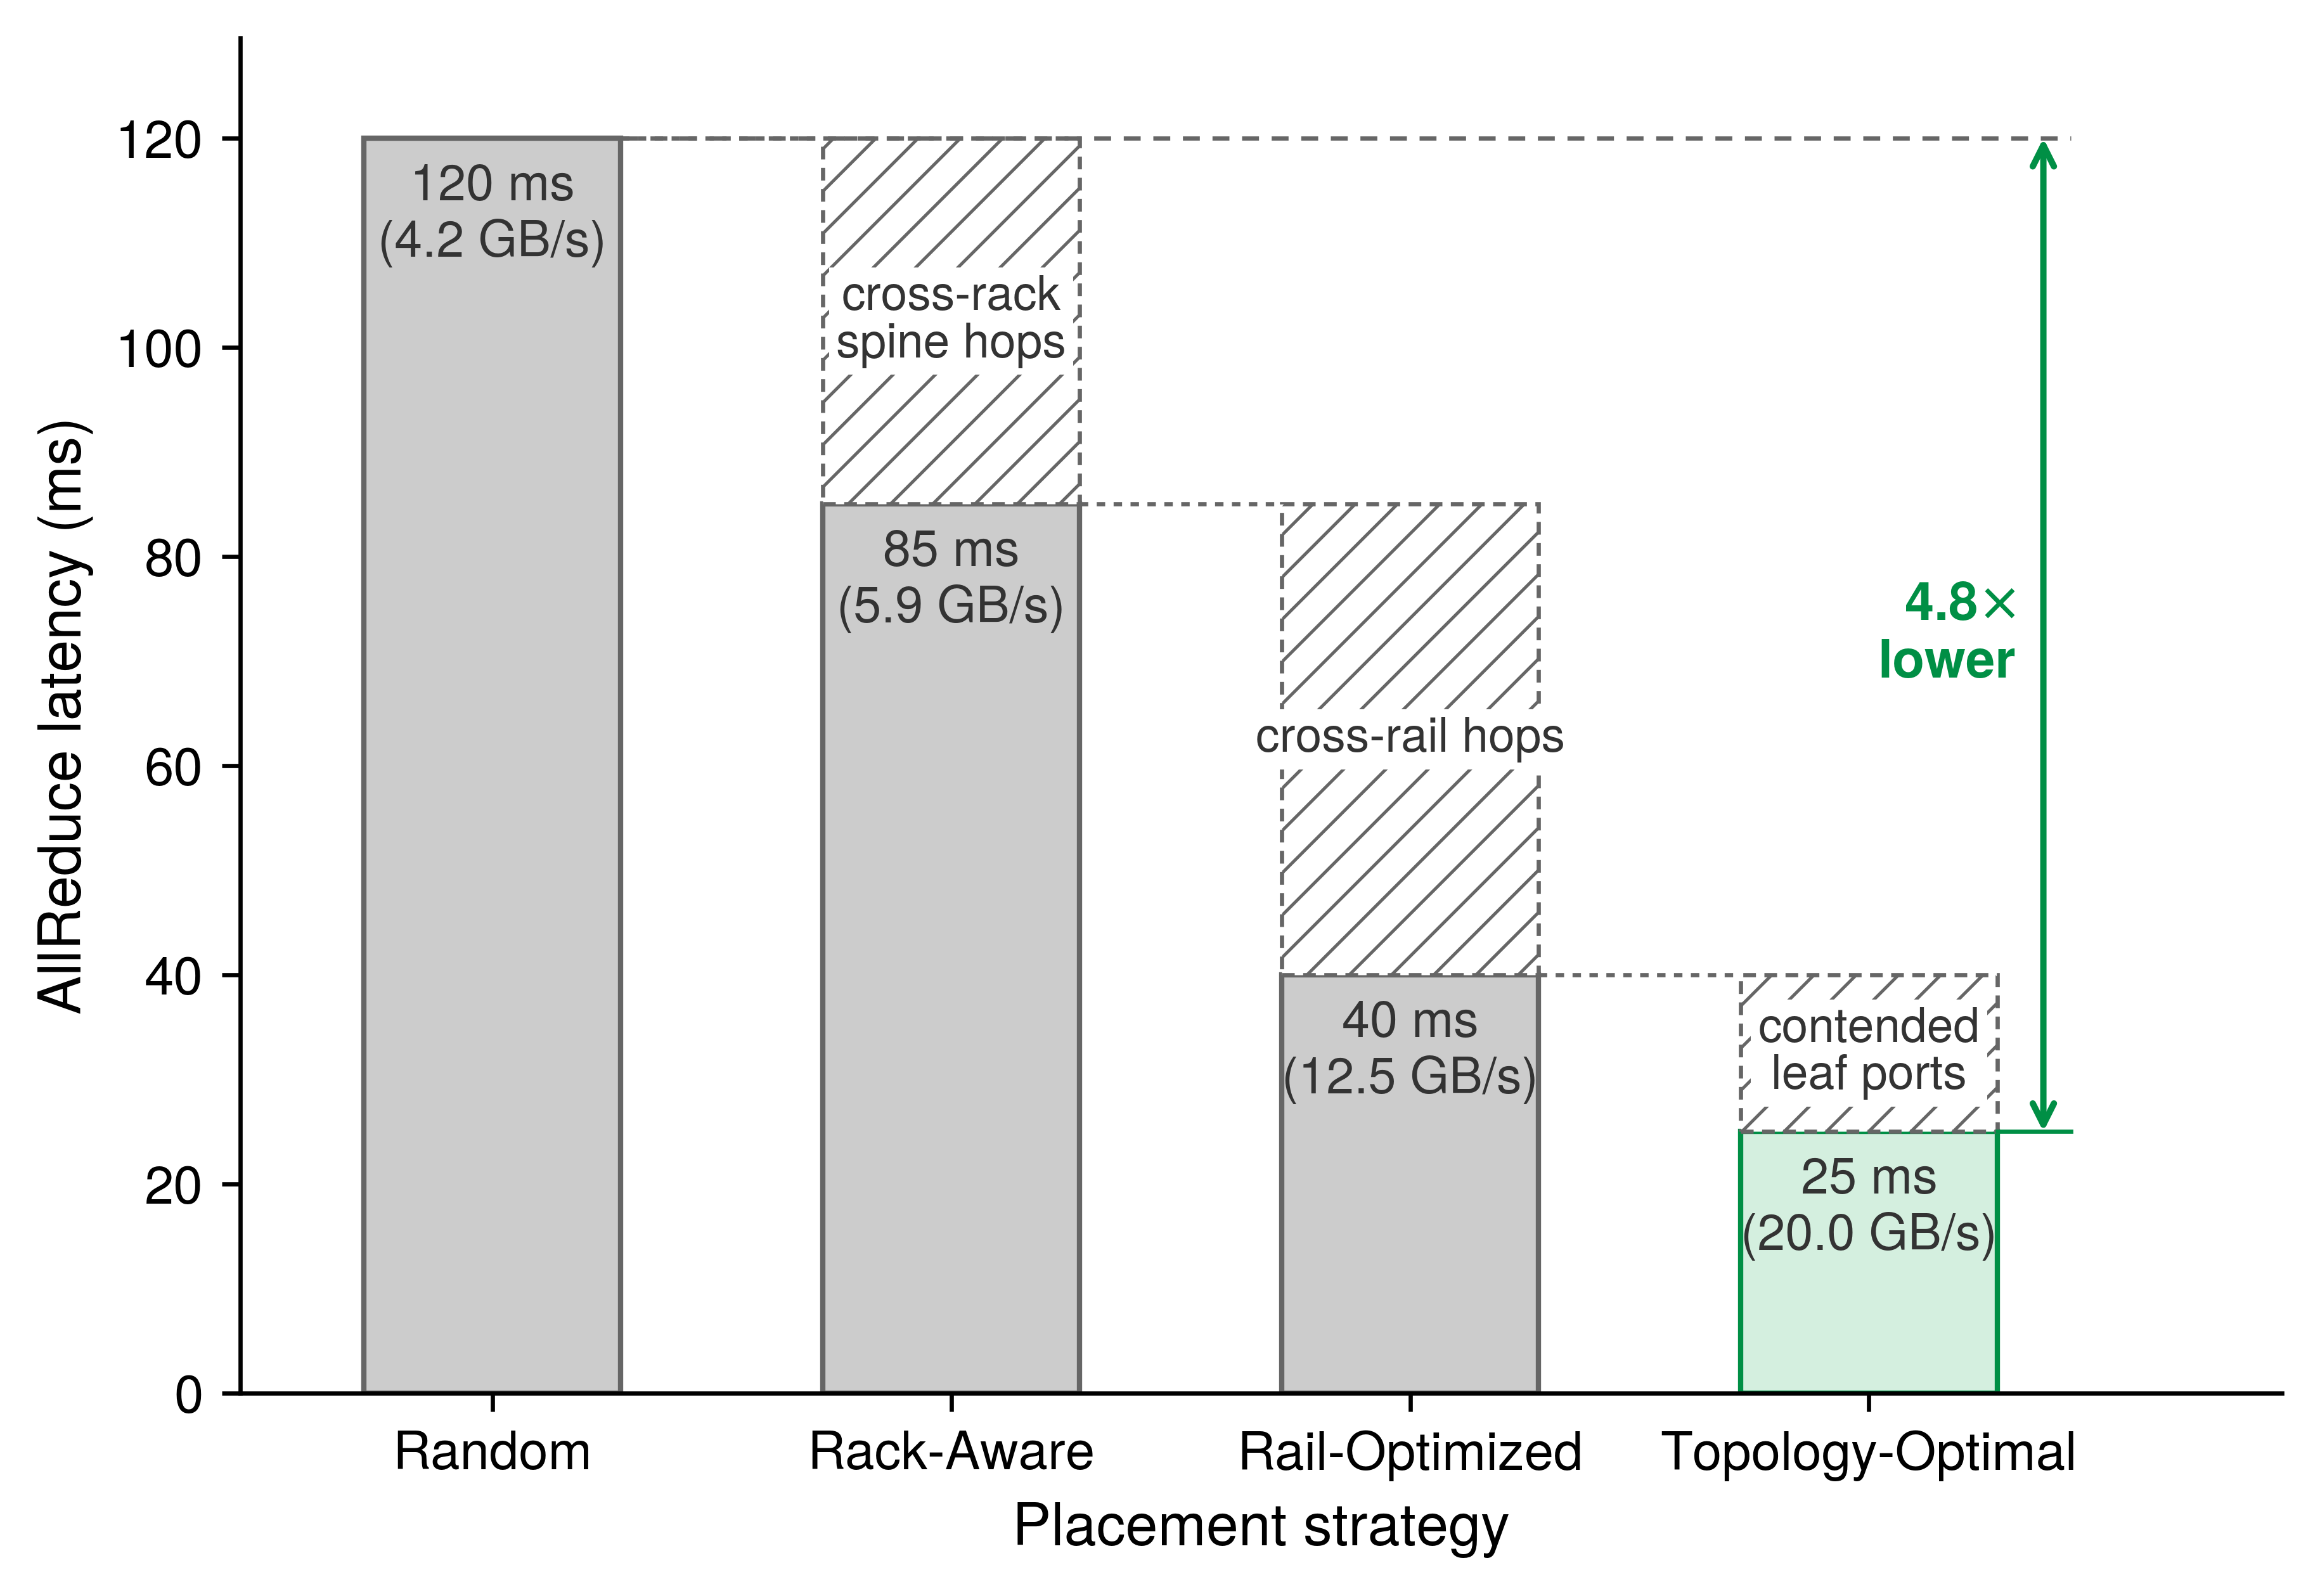 AllReduce latency (ms)
120
100
80
60
40
20
0
120 ms
(4.2 GB/s)
cross-rack
spine hops
85 ms
(5.9 GB/s)
cross-rail hops
40 ms
(12.5 GB/s)
contended
leaf ports
25 ms
(20.0 GB/s)
4.8×
lower
Random
Rack-Aware
Rail-Optimized
Topology-Optimal
Placement strategy